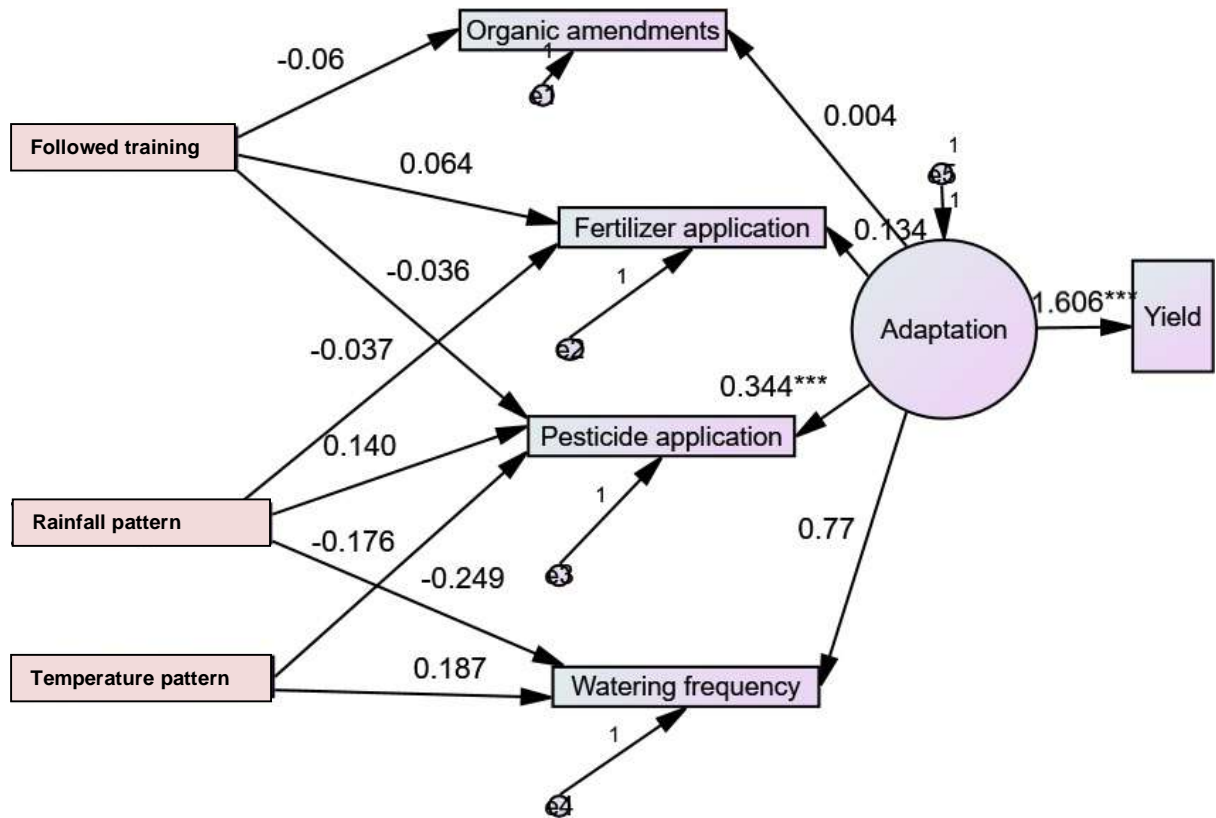 Organic amendments
1
e1
-0.06
0.004
Followed training
0.064
1
e5
1
Fertilizer application
0.134
-0.036
1
e2
-0.037
Adaptation
1.606***
Yield
0.344***
Pesticide application
0.140
1
e3
Rainfall pattern
-0.176
-0.249
0.77
Temperature pattern
0.187
Watering frequency
1
e4